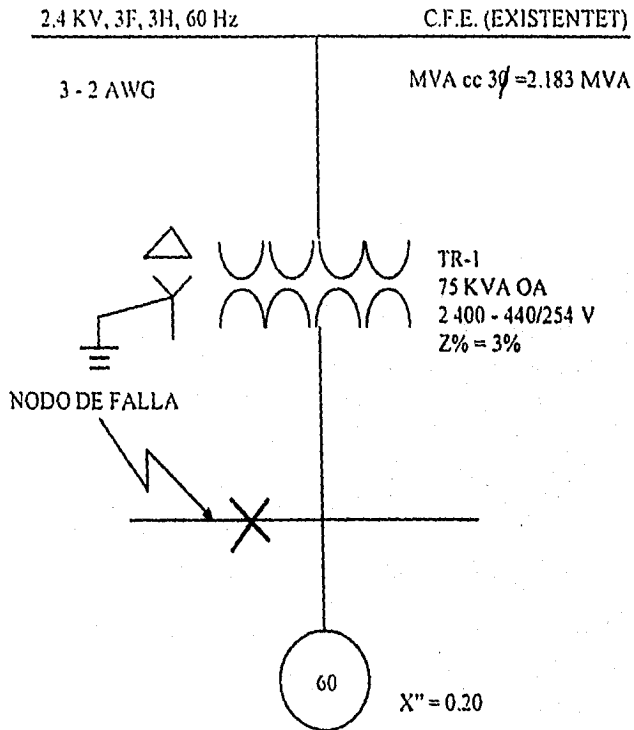 2.4 KV, 3F, 3H, 60 Hz
C.F.E. (EXISTENTET)
3 - 2 AWG
MVA cc 3ϕ =2.183 MVA
TR-1
75 KVA OA
2 400 - 440/254 V
Z% = 3%
NODO DE FALLA
60
X" = 0.20